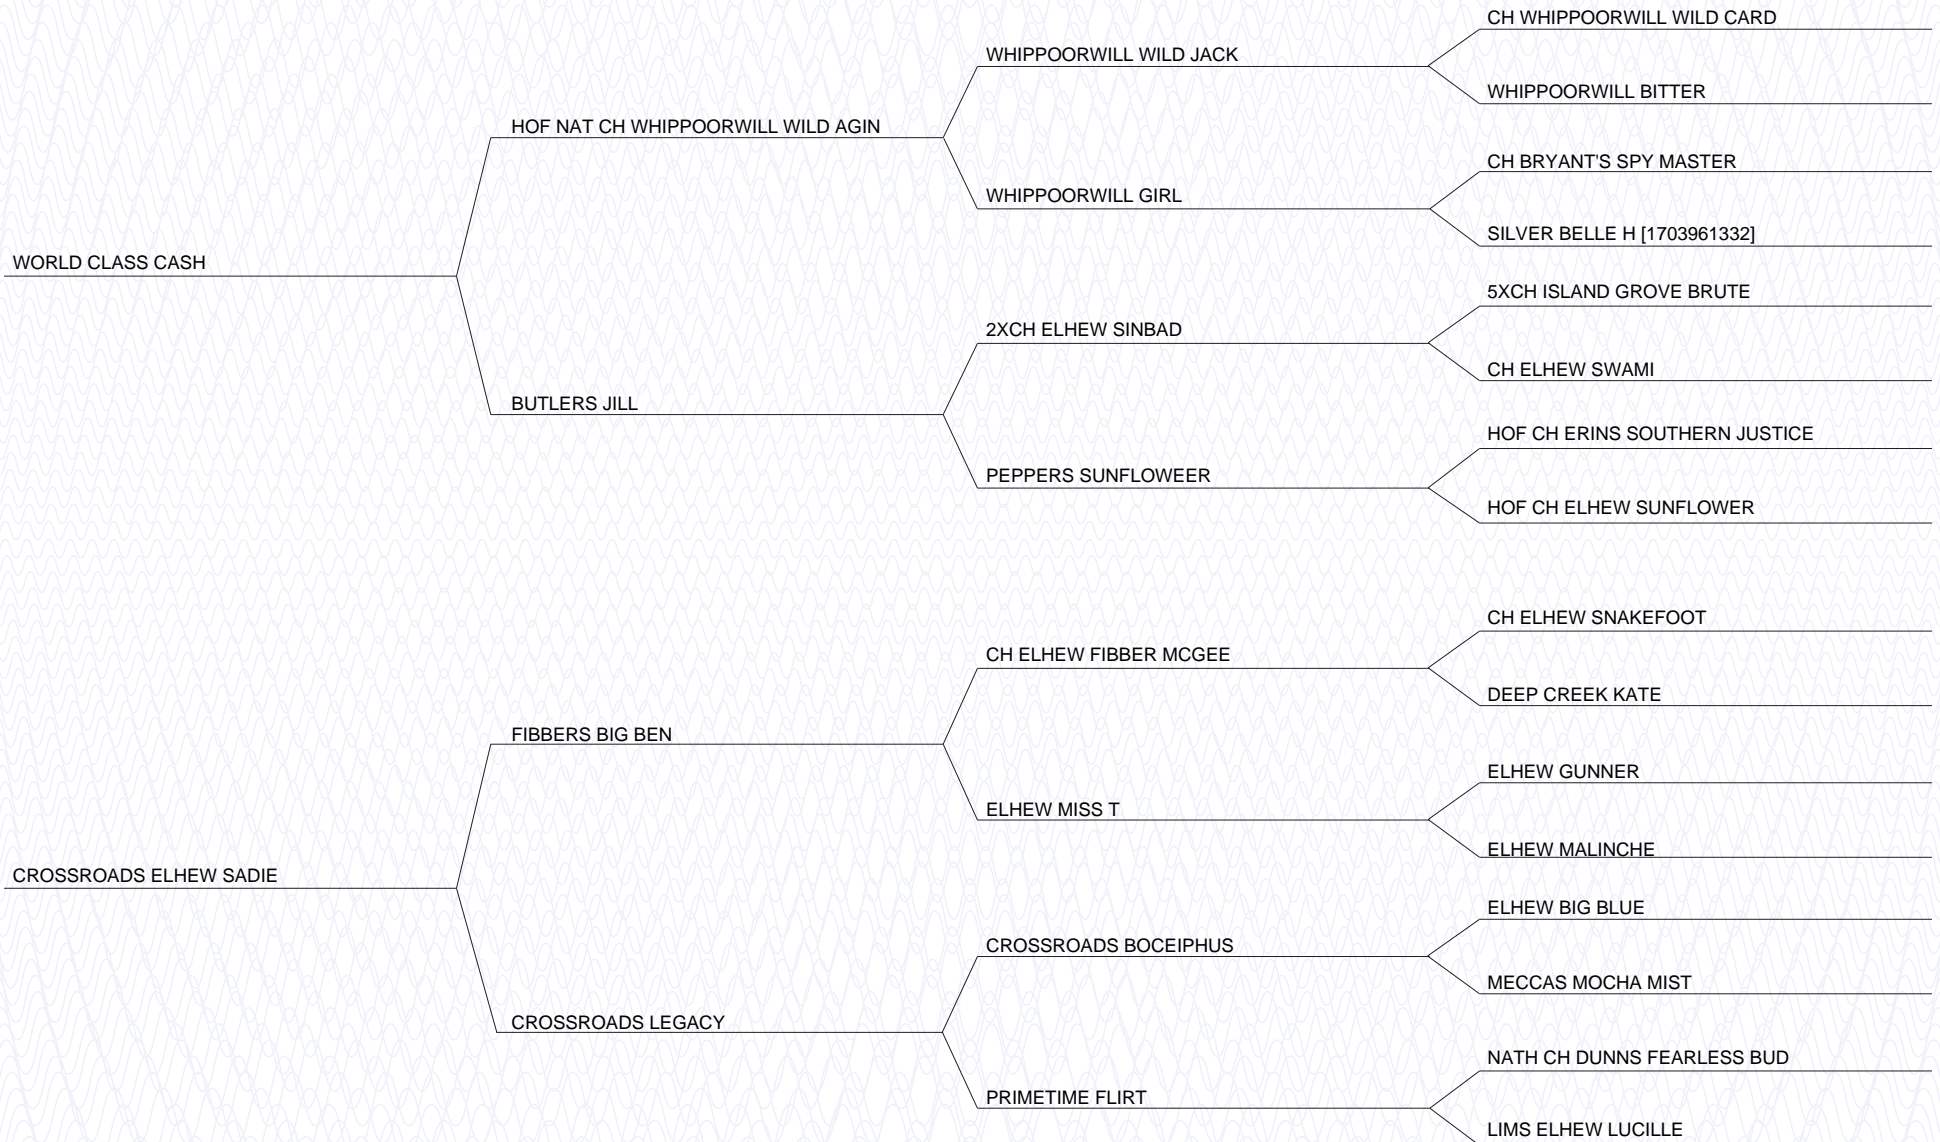 CH WHIPPOORWILL WILD CARD
WHIPPOORWILL WILD JACK
WHIPPOORWILL BITTER
HOF NAT CH WHIPPOORWILL WILD AGIN
CH BRYANT'S SPY MASTER
WHIPPOORWILL GIRL
SILVER BELLE H [1703961332]
WORLD CLASS CASH
5XCH ISLAND GROVE BRUTE
2XCH ELHEW SINBAD
CH ELHEW SWAMI
BUTLERS JILL
HOF CH ERINS SOUTHERN JUSTICE
PEPPERS SUNFLOWEER
HOF CH ELHEW SUNFLOWER
CH ELHEW SNAKEFOOT
CH ELHEW FIBBER MCGEE
DEEP CREEK KATE
FIBBERS BIG BEN
ELHEW GUNNER
ELHEW MISS T
ELHEW MALINCHE
CROSSROADS ELHEW SADIE
ELHEW BIG BLUE
CROSSROADS BOCEIPHUS
MECCAS MOCHA MIST
CROSSROADS LEGACY
NATH CH DUNNS FEARLESS BUD
PRIMETIME FLIRT
LIMS ELHEW LUCILLE